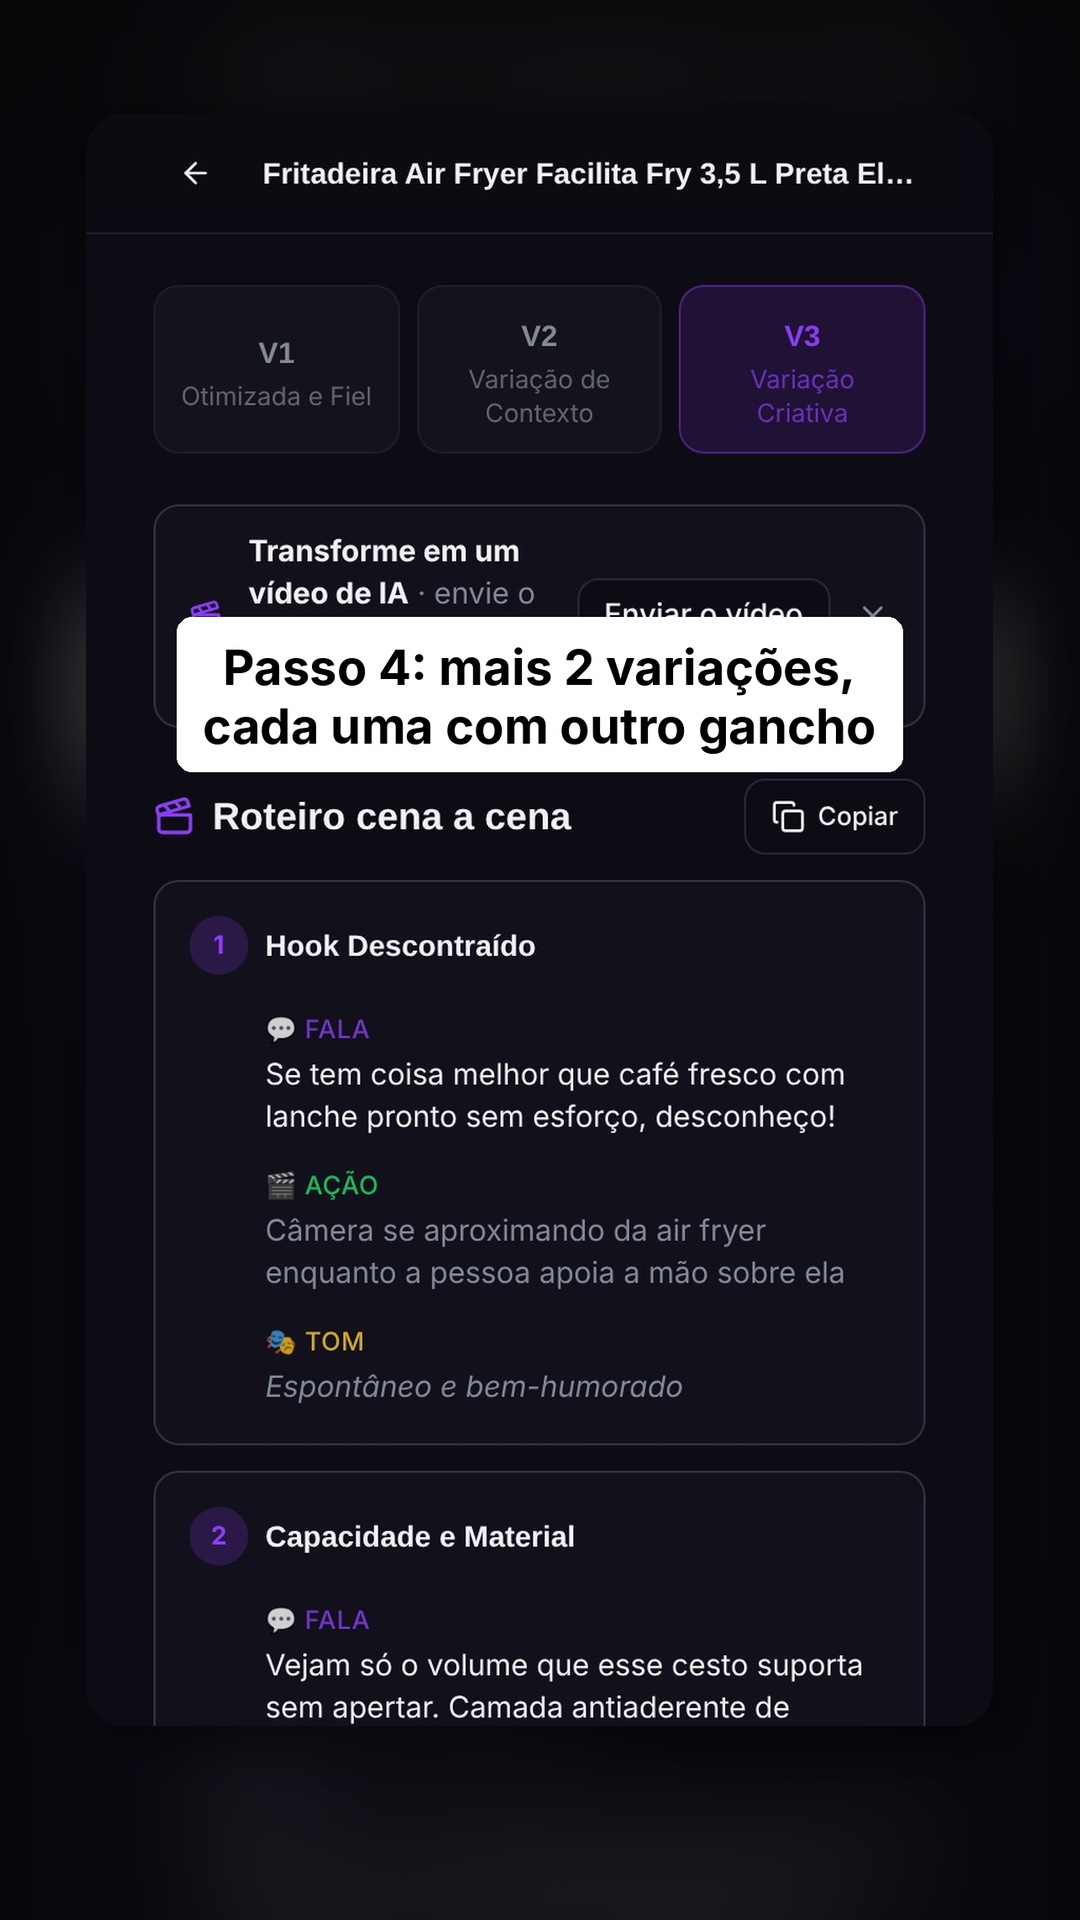 Fritadeira Air Fryer Facilita Fry 3,5 L Preta El...
V1
Otimizada e Fiel
V2
Variação de
Contexto
V3
Variação
Criativa
Transforme em um
vídeo de IA · envie o
Enviar o vídeo
Passo 4: mais 2 variações,
cada uma com outro gancho
Roteiro cena a cena
Copiar
1
Hook Descontraído
FALA
Se tem coisa melhor que café fresco com
lanche pronto sem esforço, desconheço!
AÇÃO
Câmera se aproximando da air fryer
enquanto a pessoa apoia a mão sobre ela
TOM
Espontâneo e bem-humorado
2
Capacidade e Material
FALA
Vejam só o volume que esse cesto suporta
sem apertar. Camada antiaderente de